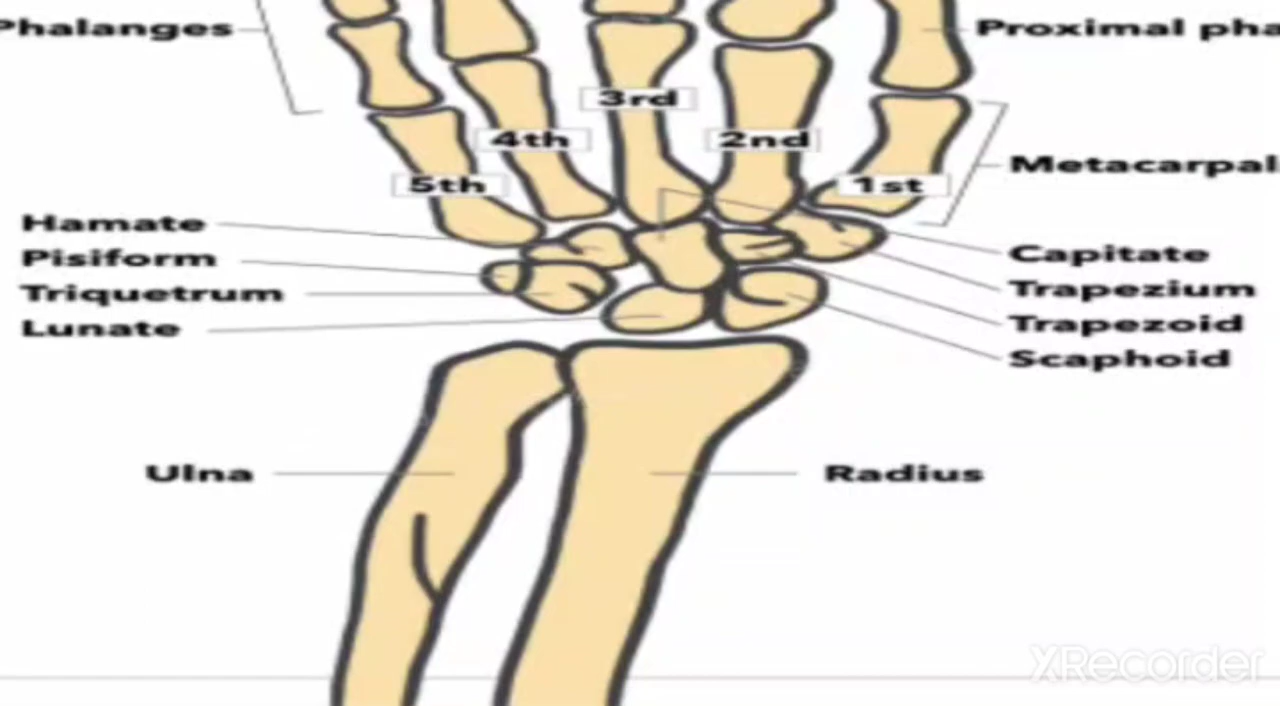 Phalanges
Proximal pha
3rd
4th
2nd
Metacarpal
5th
1st
Hamate
Capitate
Pisiform
Trapezium
Triquetrum
Trapezoid
Lunate
Scaphoid
Ulna
Radius
XRecorder